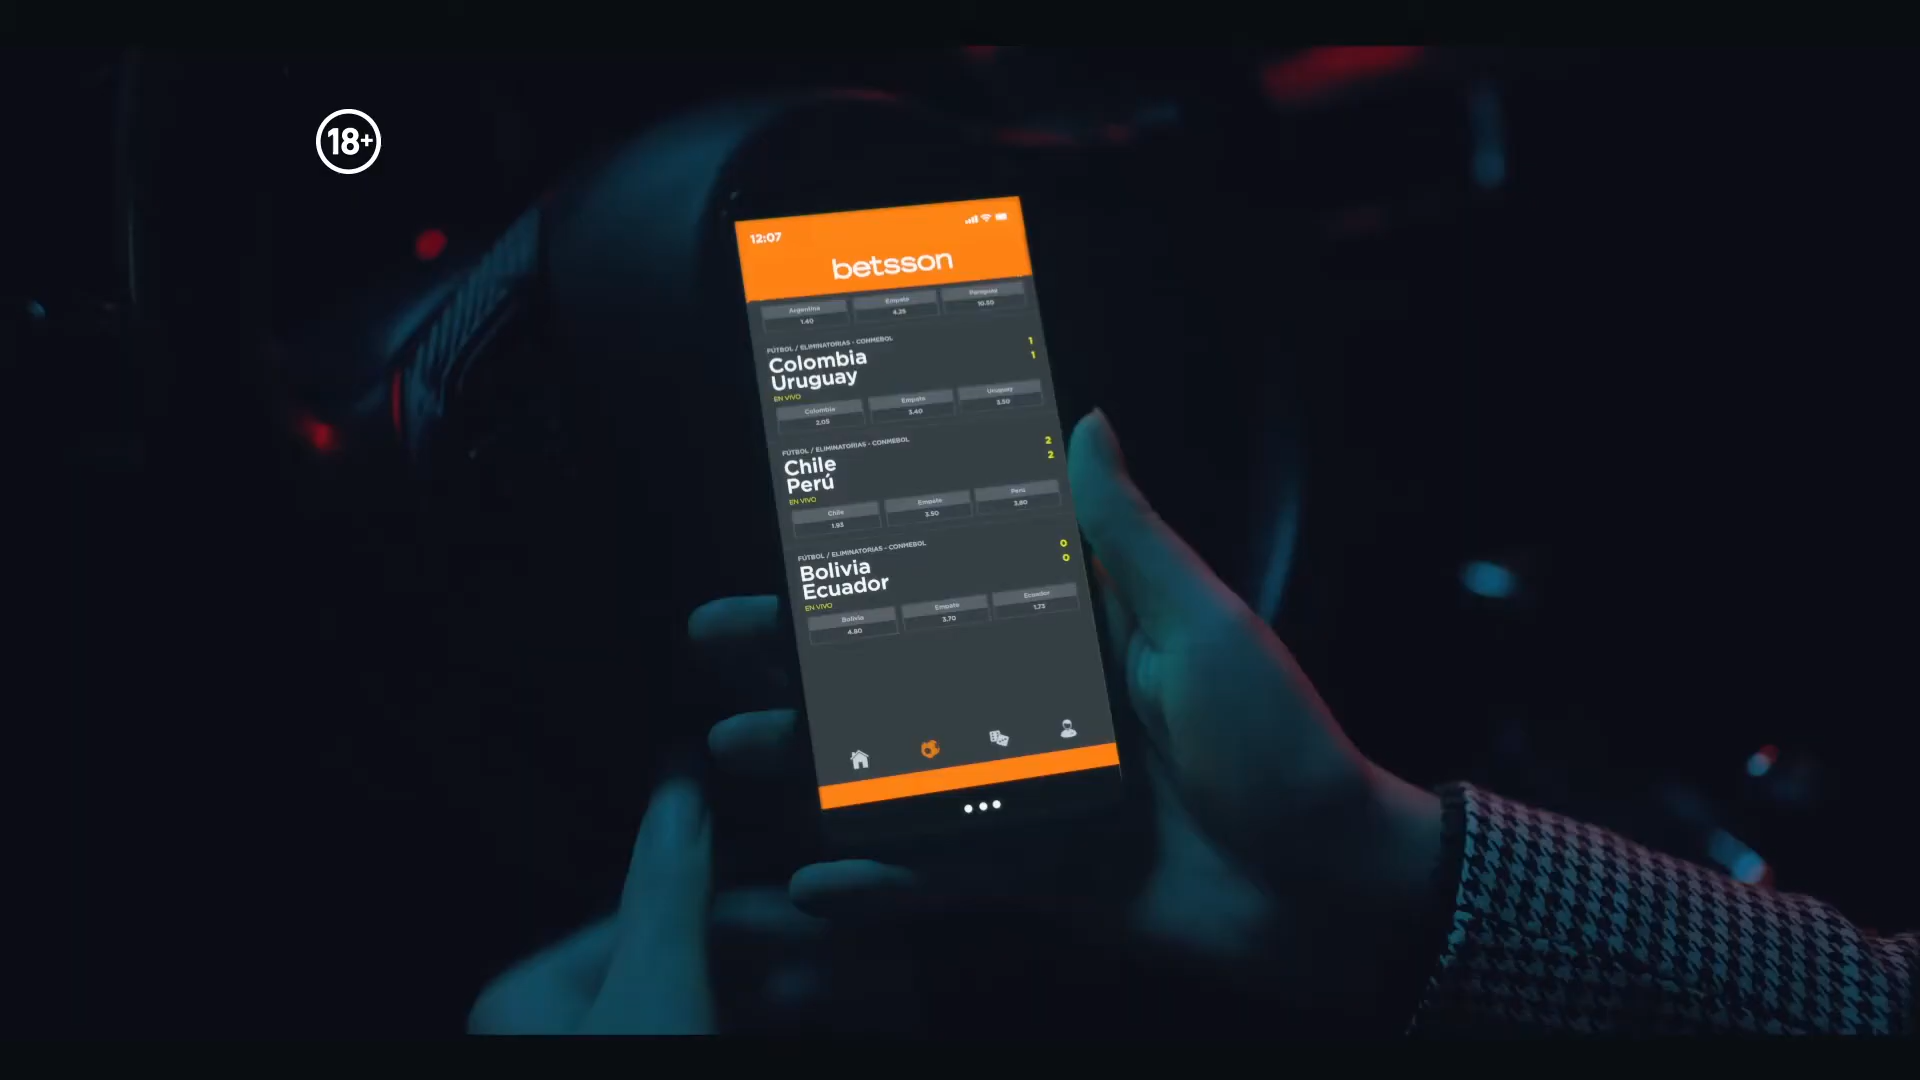 18+
12:07
betsson
Argentina Empate Paraguay
1.40 4.25 10.50
FÚTBOL / ELIMINATORIAS - CONMEBOL
Colombia 1
Uruguay 1
EN VIVO
Colombia Empate Uruguay
2.05 3.40 3.50
FÚTBOL / ELIMINATORIAS - CONMEBOL
Chile 2
Perú 2
EN VIVO
Chile Empate Perú
1.93 3.50 3.80
FÚTBOL / ELIMINATORIAS - CONMEBOL
Bolivia 0
Ecuador 0
EN VIVO
Bolivia Empate Ecuador
4.80 3.70 1.73